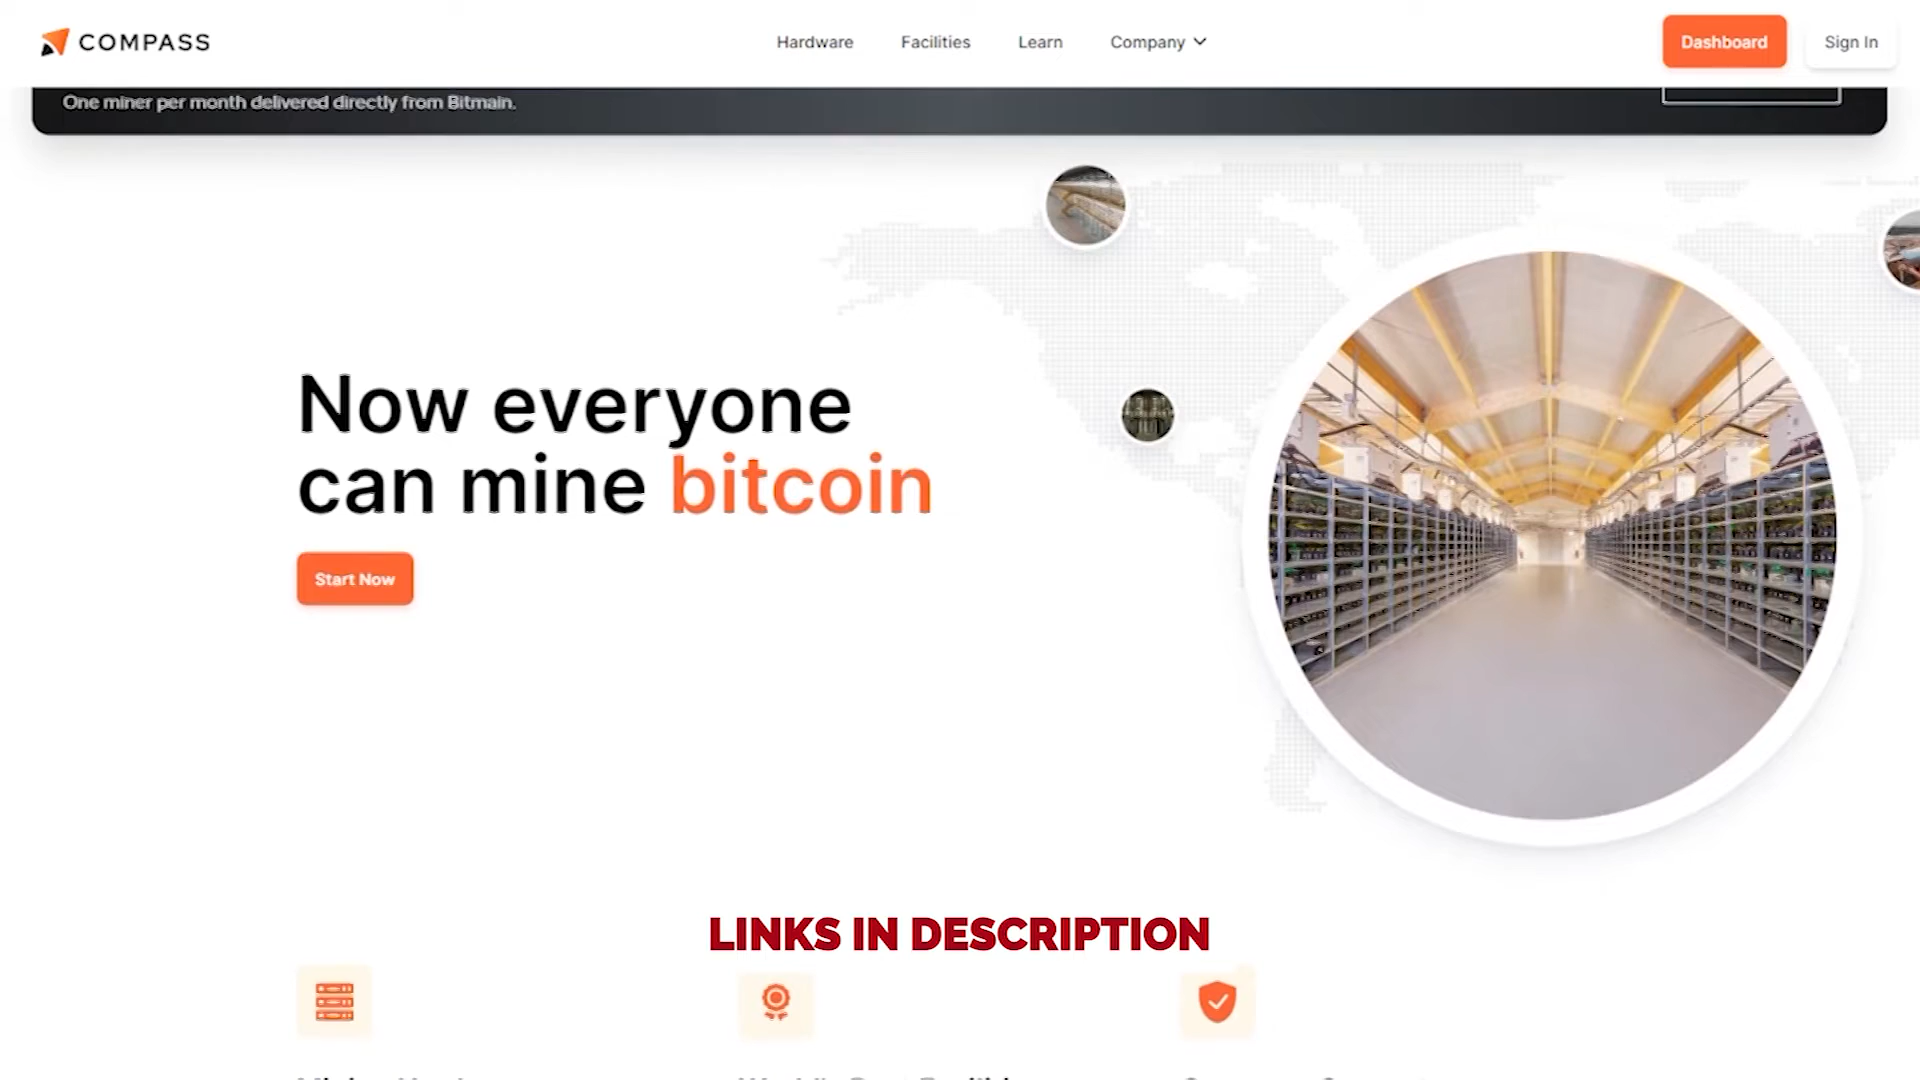 COMPASS
Hardware
Facilities
Learn
Company
Dashboard
Sign In
One miner per month delivered directly from Bitmain.
Now everyone
can mine bitcoin
Start Now
LINKS IN DESCRIPTION